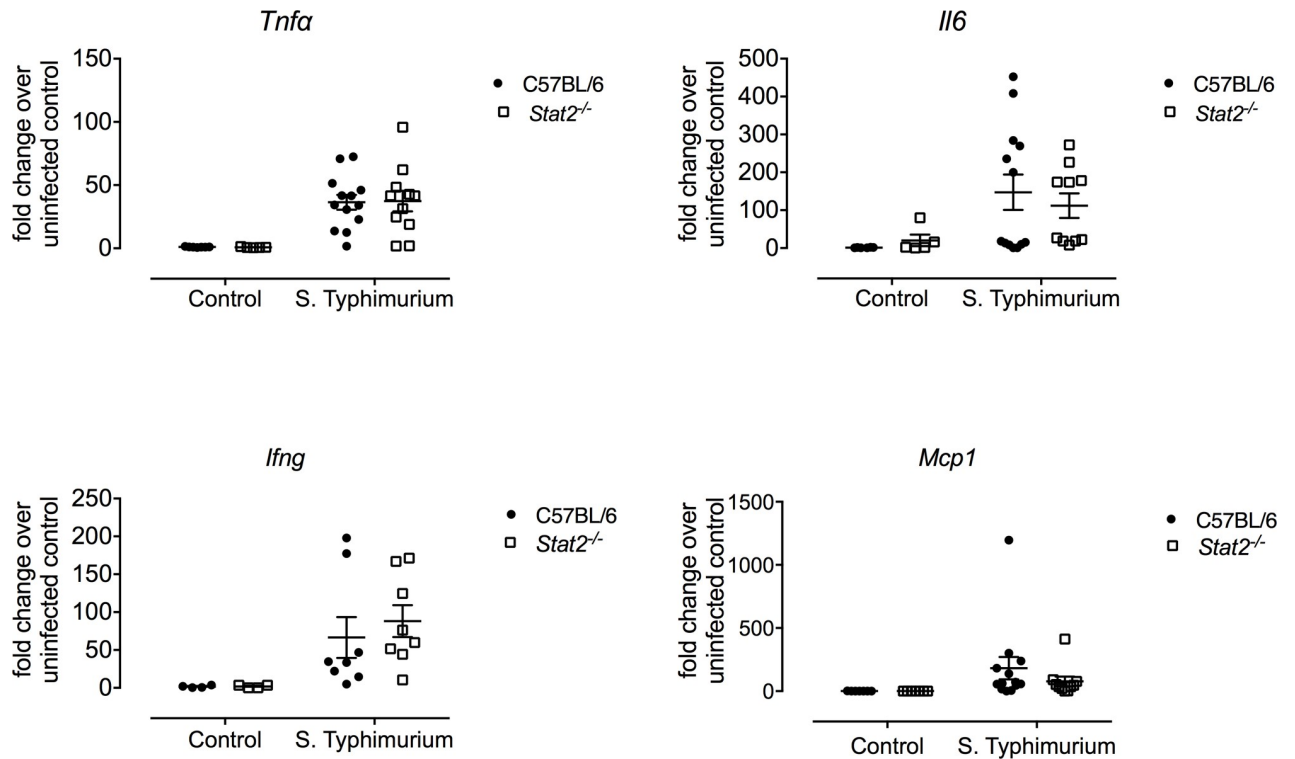 Tnfα
fold change over
uninfected control
150
100
50
0
C57BL/6
Stat2-/-
Control
S. Typhimurium
Il6
fold change over
uninfected control
500
400
300
200
100
0
C57BL/6
Stat2-/-
Control
S. Typhimurium
Ifng
fold change over
uninfected control
250
200
150
100
50
0
C57BL/6
Stat2-/-
Control
S. Typhimurium
Mcp1
fold change over
uninfected control
1500
1000
500
0
C57BL/6
Stat2-/-
Control
S. Typhimurium